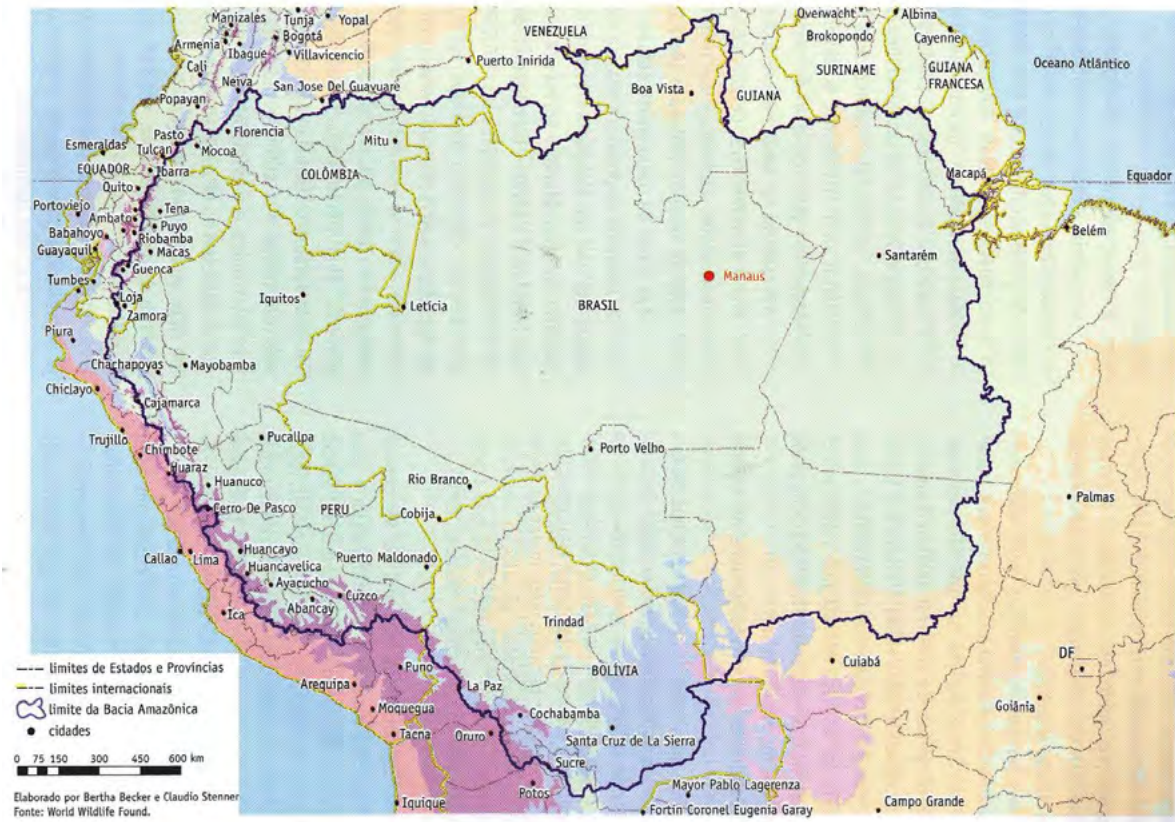 Manizales
Tunja
Yopal
Armenia
Bogotá
Ibague
Villavicencio
Cali
Neiva
Popayan
San Jose Del Guavuare
Puerto Inirida
VENEZUELA
Overwacht
Albina
Brokopondo
Cayenne
Boa Vista
GUIANA
SURINAME
GUIANA
FRANCESA
Oceano Atlântico
Pasto
Florencia
Mitu
Esmeraldas
Tulcan
Mocoa
EQUADOR
Ibarra
COLÔMBIA
Macapá
Equador
Quito
Portoviejo
Tena
Ambato
Puyo
Babahoyo
Riobamba
Belém
Guayaquil
Macas
Santarém
Guenca
Manaus
Tumbes
Loja
Iquitos
Letícia
BRASIL
Zamora
Piura
Chachapoyas
Mayobamba
Chiclayo
Cajamarca
Trujillo
Pucallpa
Chimbote
Porto Velho
Huaraz
Huanuco
Rio Branco
Palmas
Cerro De Pasco
PERU
Cobija
Callao
Lima
Huancayo
Puerto Maldonado
Huancavelica
Ayacucho
Cuzco
Abancay
Ica
Trindad
Puno
BOLÍVIA
Cuiabá
DF
Arequipa
La Paz
Goiânia
Moquegua
Cochabamba
Tacna
Oruro
Santa Cruz de La Sierra
Sucre
Potos
Mayor Pablo Lagerenza
Iquique
Fortin Coronel Eugenia Garay
Campo Grande
limites de Estados e Províncias
limites internacionais
limite da Bacia Amazônica
cidades
0 75 150 300 450 600 km
Elaborado por Bertha Becker e Claudio Stenner
Fonte: World Wildlife Found.